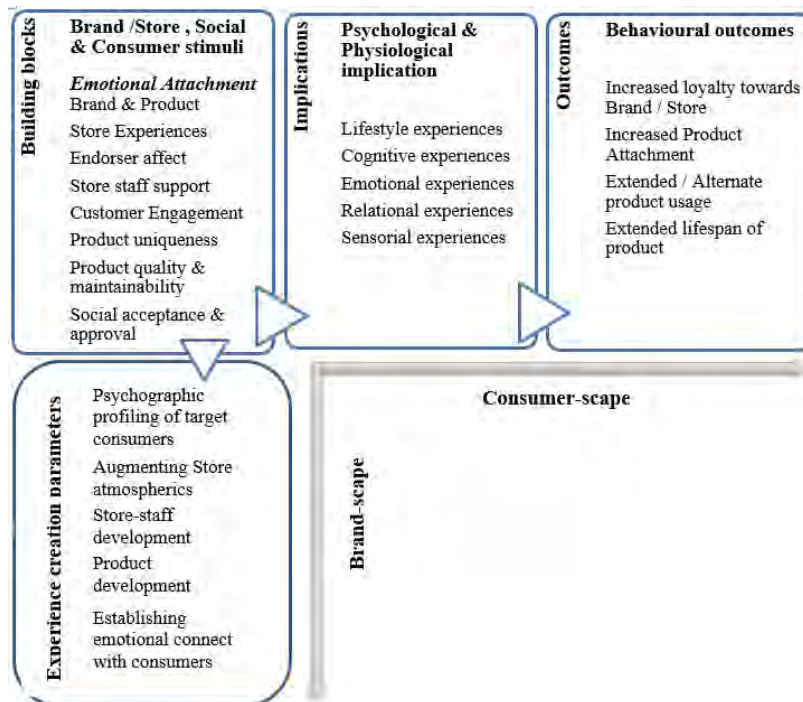 Building blocks
Brand /Store , Social
& Consumer stimuli
Emotional Attachment
Brand & Product
Store Experiences
Endorser affect
Store staff support
Customer Engagement
Product uniqueness
Product quality &
maintainability
Social acceptance &
approval
Implications
Psychological &
Physiological
implication
Lifestyle experiences
Cognitive experiences
Emotional experiences
Relational experiences
Sensorial experiences
Outcomes
Behavioural outcomes
Increased loyalty towards
Brand / Store
Increased Product
Attachment
Extended / Alternate
product usage
Extended lifespan of
product
Experience creation parameters
Psychographic
profiling of target
consumers
Augmenting Store
atmospherics
Store-staff
development
Product
development
Establishing
emotional connect
with consumers
Consumer-scape
Brand-scape